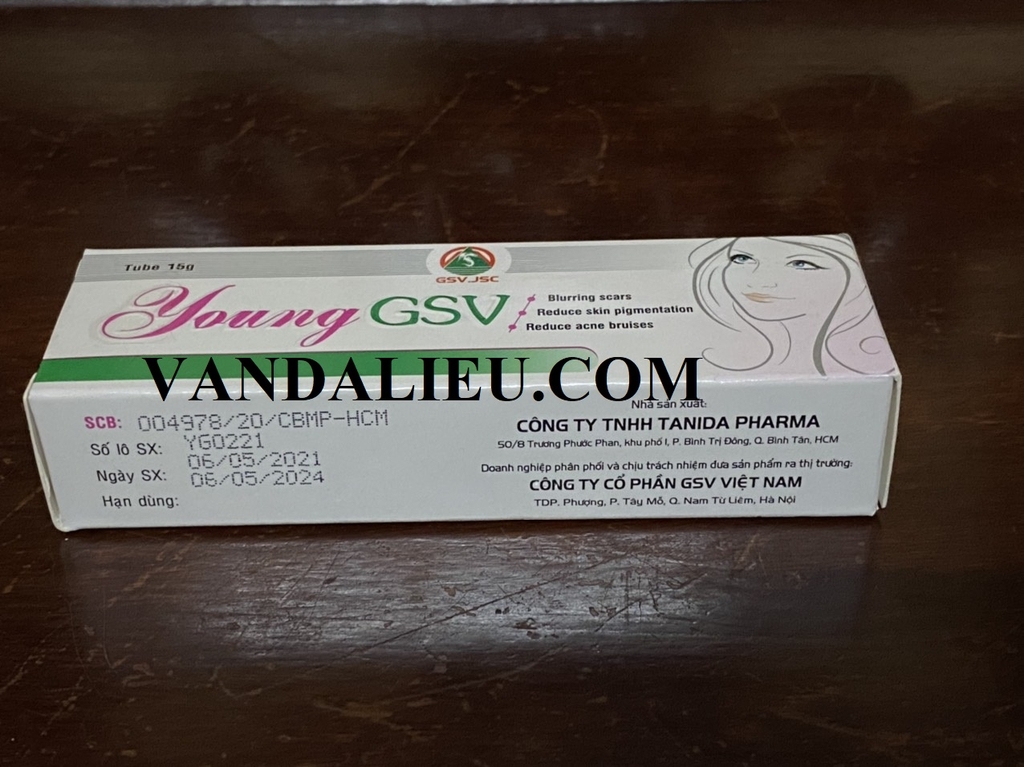 Tube 15g
GSV.JSC
Young GSV
Blurring scars
Reduce skin pigmentation
Reduce acne bruises
VANDALIEU.COM
SCB: 004978/20/CBMP-HCM
Số lô SX: YG0221
Ngày SX: 06/05/2021
Hạn dùng: 06/05/2024
Nhà sản xuất:
CÔNG TY TNHH TANIDA PHARMA
50/8 Trương Phước Phan, khu phố 1, P. Bình Trị Đông, Q. Bình Tân, HCM
Doanh nghiệp phân phối và chịu trách nhiệm đưa sản phẩm ra thị trường:
CÔNG TY CỔ PHẦN GSV VIỆT NAM
TDP. Phượng, P. Tây Mỗ, Q. Nam Từ Liêm, Hà Nội